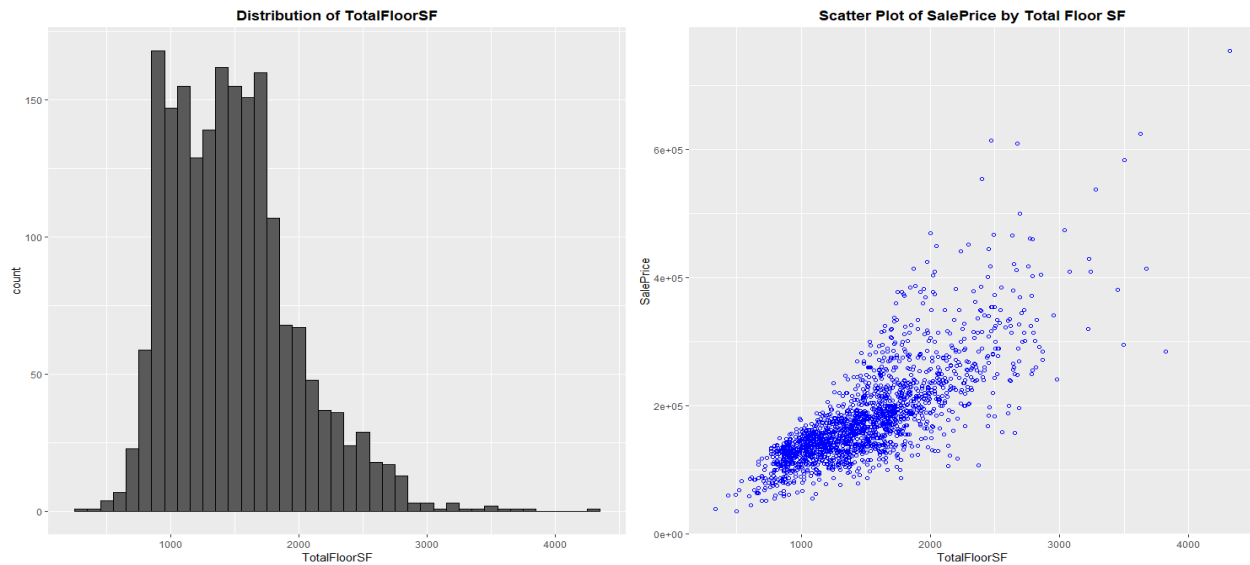 Distribution of TotalFloorSF
150
100
50
0
count
1000
2000
3000
4000
TotalFloorSF
Scatter Plot of SalePrice by Total Floor SF
6e+05
4e+05
2e+05
0e+00
SalePrice
1000
2000
3000
4000
TotalFloorSF